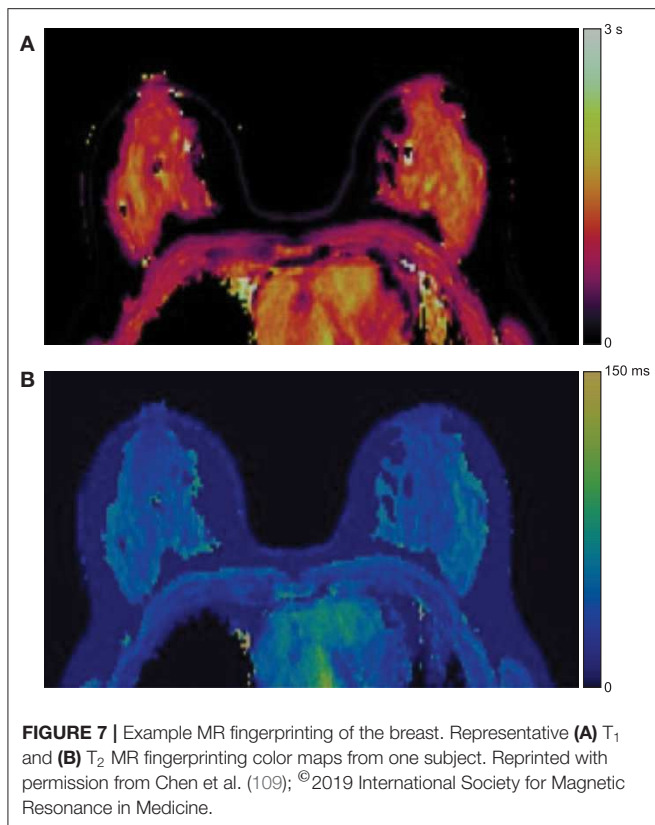 A
3 s
0
B
150 ms
0
FIGURE 7 | Example MR fingerprinting of the breast. Representative (A) T₁
and (B) T₂ MR fingerprinting color maps from one subject. Reprinted with
permission from Chen et al. (109); ©2019 International Society for Magnetic
Resonance in Medicine.